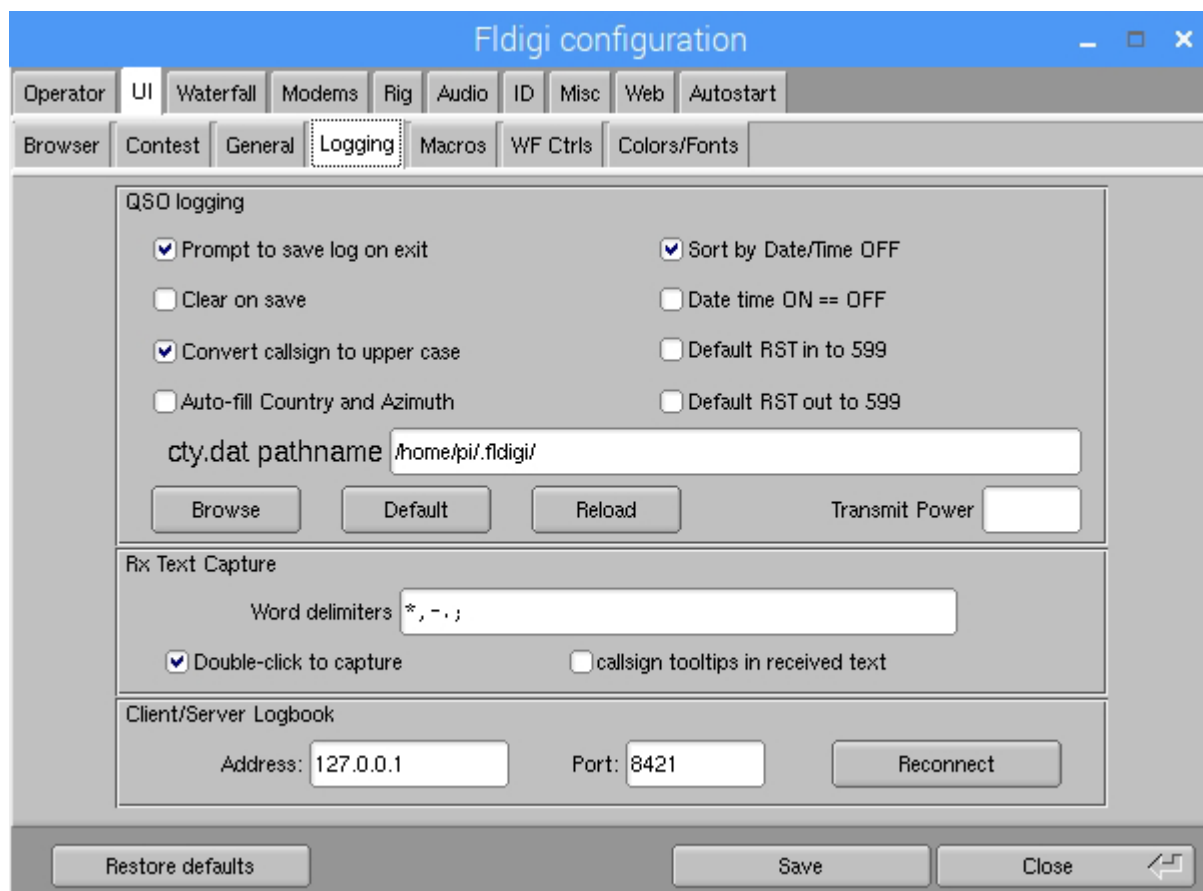 Fldigi configuration
Operator UI Waterfall Modems Rig Audio ID Misc Web Autostart
Browser Contest General Logging Macros WF Ctrls Colors/Fonts
QSO logging
Prompt to save log on exit Sort by Date/Time OFF
Clear on save Date time ON == OFF
Convert callsign to upper case Default RST in to 599
Auto-fill Country and Azimuth Default RST out to 599
cty.dat pathname /home/pi/.fldigi/
Browse Default Reload Transmit Power
Rx Text Capture
Word delimiters *,-.;
Double-click to capture callsign tooltips in received text
Client/Server Logbook
Address: 127.0.0.1 Port: 8421 Reconnect
Restore defaults Save Close